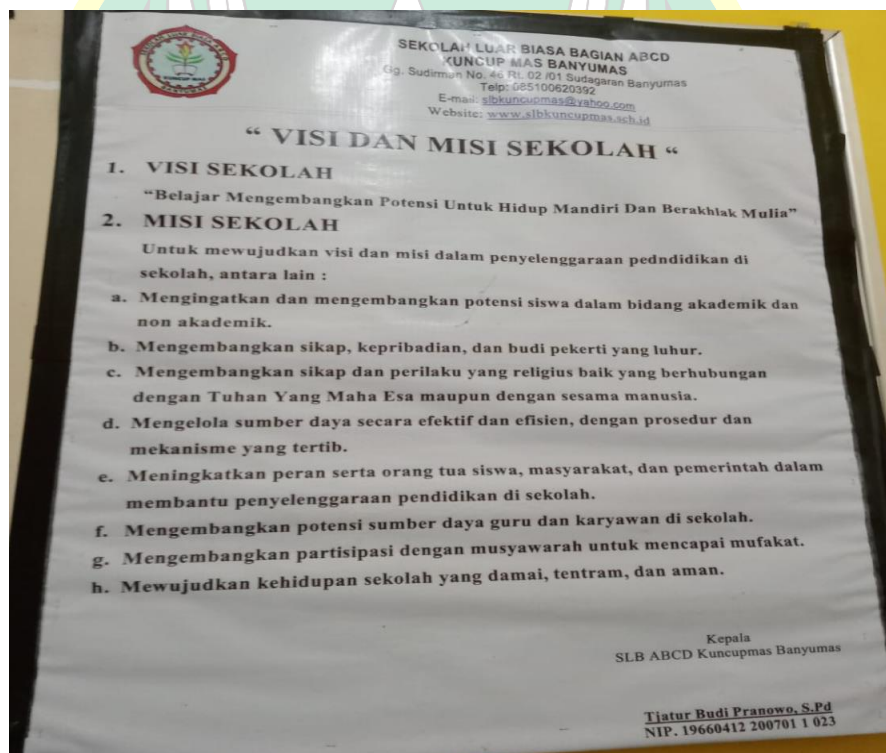 SEKOLAH LUAR BIASA BAGIAN ABCD
KUNCUP MAS BANYUMAS
Gg. Sudirman No. 46 Rt. 02 /01 Sudagaran Banyumas
Telp: 085100620392
E-mail: slbkuncupmas@yahoo.com
Website: www.slbkuncupmas.sch.id
KUNCUP MAS
BANYUMAS
“ VISI DAN MISI SEKOLAH “
1. VISI SEKOLAH
“Belajar Mengembangkan Potensi Untuk Hidup Mandiri Dan Berakhlak Mulia”
2. MISI SEKOLAH
Untuk mewujudkan visi dan misi dalam penyelenggaraan pedndidikan di
sekolah, antara lain :
a. Mengingatkan dan mengembangkan potensi siswa dalam bidang akademik dan
non akademik.
b. Mengembangkan sikap, kepribadian, dan budi pekerti yang luhur.
c. Mengembangkan sikap dan perilaku yang religius baik yang berhubungan
dengan Tuhan Yang Maha Esa maupun dengan sesama manusia.
d. Mengelola sumber daya secara efektif dan efisien, dengan prosedur dan
mekanisme yang tertib.
e. Meningkatkan peran serta orang tua siswa, masyarakat, dan pemerintah dalam
membantu penyelenggaraan pendidikan di sekolah.
f. Mengembangkan potensi sumber daya guru dan karyawan di sekolah.
g. Mengembangkan partisipasi dengan musyawarah untuk mencapai mufakat.
h. Mewujudkan kehidupan sekolah yang damai, tentram, dan aman.
Kepala
SLB ABCD Kuncupmas Banyumas
Tjatur Budi Pranowo, S.Pd
NIP. 19660412 200701 1 023